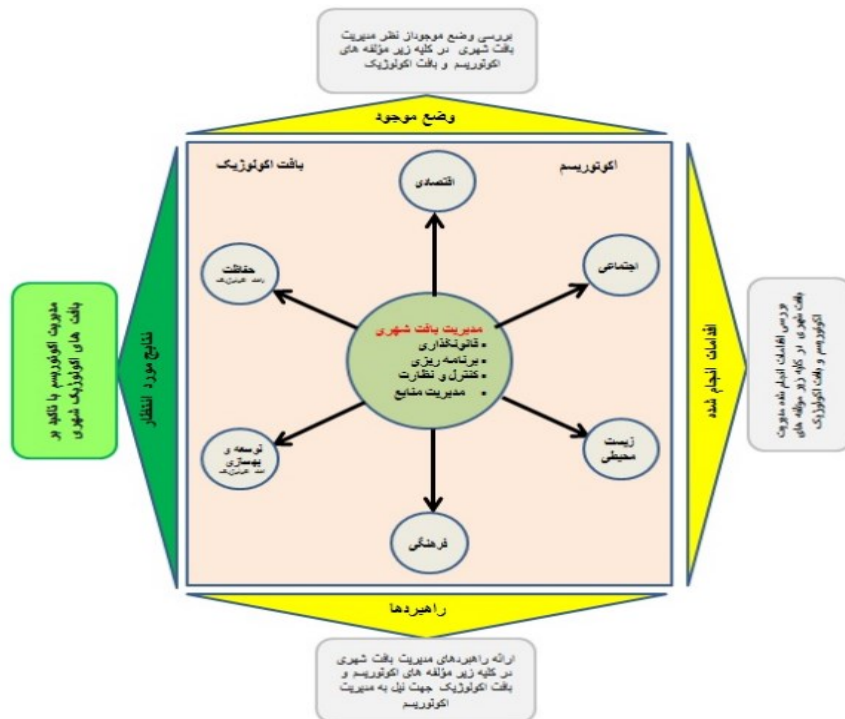 بررسی وضع موجود از نظر مدیریت
بافت شهری در کلیه زیر مؤلفه های
اکوتوریسم و بافت اکولوژیک
وضع موجود
اکوتوریسم
بافت اکولوژیک
اقتصادی
اجتماعی
حفاظت
مدیریت بافت شهری
▪ قانونگذاری
▪ برنامه ریزی
▪ کنترل و نظارت
▪ مدیریت منابع
زیست
محیطی
توسعه و
بهسازی
فرهنگی
اقدامات انجام شده
بررسی اقدامات انجام شده مدیریت
بافت شهری در کلیه زیر مؤلفه های
اکوتوریسم و بافت اکولوژیک
نتایج مورد انتظار
مدیریت اکوتوریسم با تاکید بر
بافت های اکولوژیک شهری
راهبردها
ارائه راهبردهای مدیریت بافت شهری
در کلیه زیر مؤلفه های اکوتوریسم و
بافت اکولوژیک جهت نیل به مدیریت
اکوتوریسم